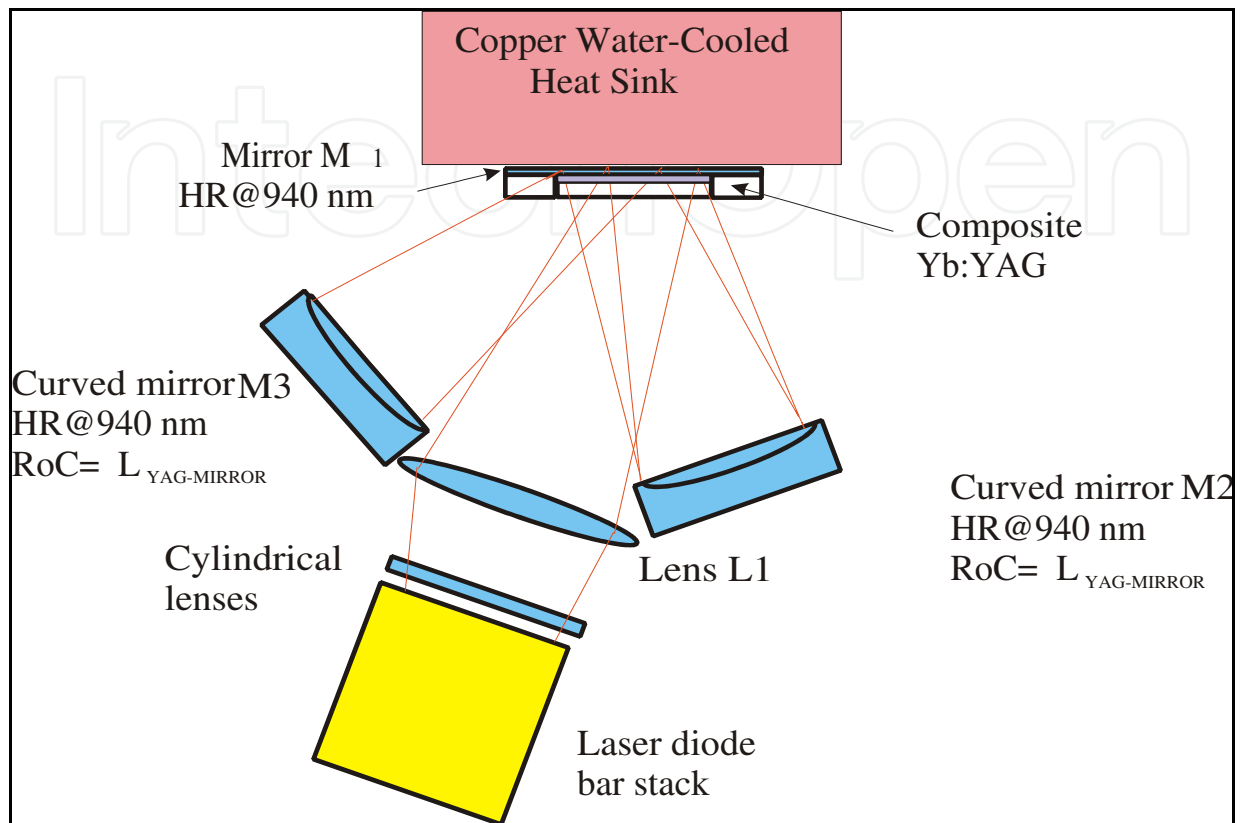 Copper Water-Cooled
Heat Sink
IntechOpen
Mirror M 1
HR@940 nm
Composite
Yb:YAG
Curved mirror M3
HR@940 nm
RoC= L YAG-MIRROR
Curved mirror M2
HR@940 nm
RoC= L YAG-MIRROR
Lens L1
Cylindrical
lenses
Laser diode
bar stack